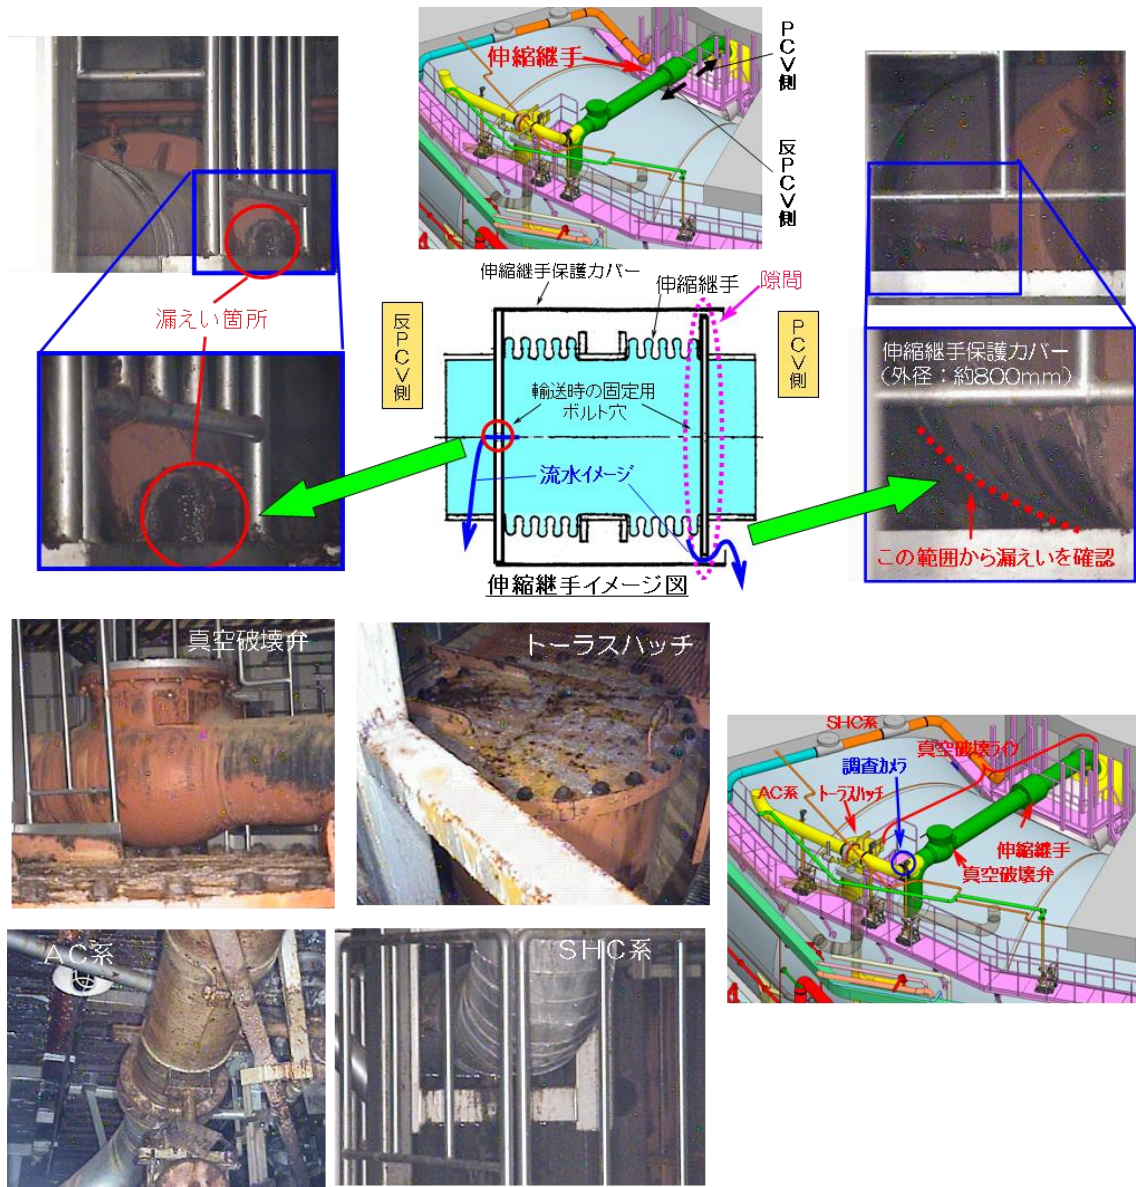 伸縮継手
PCV側
反PCV側
漏えい箇所
伸縮継手保護カバー
伸縮継手
隙間
反PCV側
PCV側
輸送時の固定用
ボルト穴
流水イメージ
伸縮継手イメージ図
伸縮継手保護カバー
(外径：約800mm)
この範囲から漏えいを確認
真空破壊弁
トーラスハッチ
AC系
SHC系
SHC系
真空破壊ライン
調査カメラ
AC系
トーラスハッチ
伸縮継手
真空破壊弁